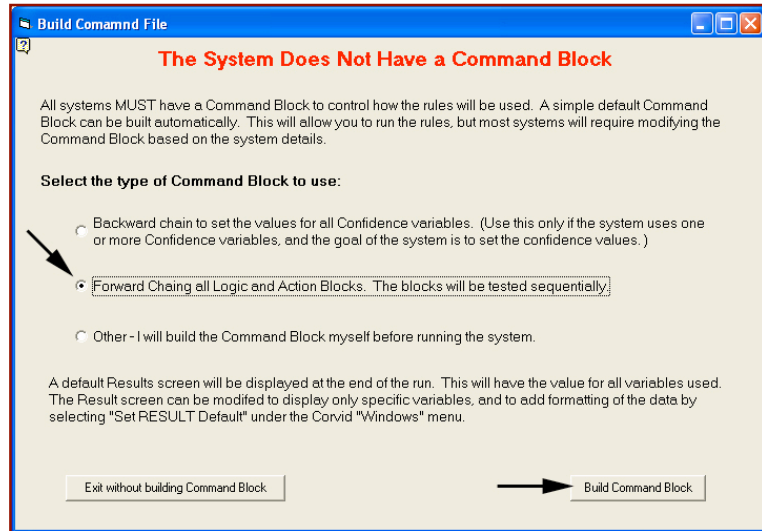 Build Comamnd File
The System Does Not Have a Command Block
All systems MUST have a Command Block to control how the rules will be used. A simple default Command
Block can be built automatically. This will allow you to run the rules, but most systems will require modifying the
Command Block based on the system details.
Select the type of Command Block to use:
Backward chain to set the values for all Confidence variables. (Use this only if the system uses one
or more Confidence variables, and the goal of the system is to set the confidence values. )
Forward Chaing all Logic and Action Blocks. The blocks will be tested sequentially.
Other - I will build the Command Block myself before running the system.
A default Results screen will be displayed at the end of the run. This will have the value for all variables used.
The Result screen can be modifed to display only specific variables, and to add formatting of the data by
selecting "Set RESULT Default" under the Corvid "Windows" menu.
Exit without building Command Block
Build Command Block